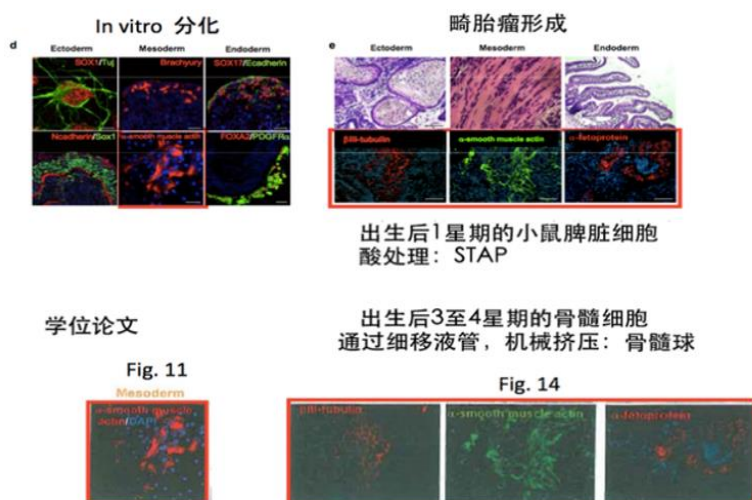 In vitro 分化
畸胎瘤形成
d
Ectoderm Mesoderm Endoderm
SOX1/Tuj Brachyury SOX17/Ecadherin
Ncadherin/Sox1 α-smooth muscle actin FOXA2/PDGFRα
e
Ectoderm Mesoderm Endoderm
βIII-tubulin α-smooth muscle actin α-fetoprotein
出生后1星期的小鼠脾脏细胞
酸处理：STAP
学位论文
出生后3至4星期的骨髓细胞
通过细移液管，机械挤压：骨髓球
Fig. 11
Mesoderm
α-smooth muscle
Actin/DAPI
Fig. 14
βIII-tubulin α-smooth muscle actin α-fetoprotein